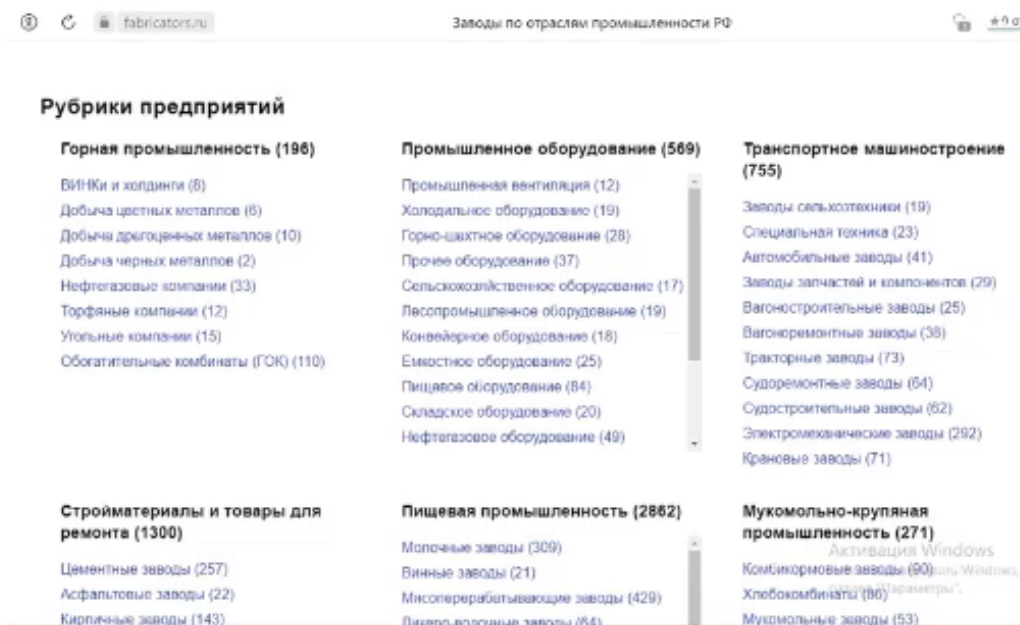 fabricators.ru
Заводы по отраслям промышленности РФ
Рубрики предприятий
Горная промышленность (196)
ВИНКи и холдинги (8)
Добыча цветных металлов (6)
Добыча драгоценных металлов (10)
Добыча черных металлов (2)
Нефтегазовые компании (33)
Торфяные компании (12)
Угольные компании (15)
Обогатительные комбинаты (ГОК) (110)
Промышленное оборудование (569)
Промышленная вентиляция (12)
Холодильное оборудование (19)
Горно-шахтное оборудование (28)
Прочее оборудование (37)
Сельскохозяйственное оборудование (17)
Лесопромышленное оборудование (19)
Конвейерное оборудование (18)
Емкостное оборудование (25)
Пищевое оборудование (84)
Складское оборудование (20)
Нефтегазовое оборудование (49)
Транспортное машиностроение
(755)
Заводы сельхозтехники (19)
Специальная техника (23)
Автомобильные заводы (41)
Заводы запчастей и компонентов (29)
Вагоностроительные заводы (25)
Вагоноремонтные заводы (38)
Тракторные заводы (73)
Судоремонтные заводы (64)
Судостроительные заводы (62)
Электромеханические заводы (292)
Крановые заводы (71)
Стройматериалы и товары для
ремонта (1300)
Цементные заводы (257)
Асфальтовые заводы (22)
Кирпичные заводы (143)
Пищевая промышленность (2862)
Молочные заводы (309)
Винные заводы (21)
Мясоперерабатывающие заводы (429)
Ликеро-водочные заводы (64)
Мукомольно-крупяная
промышленность (271)
Активация Windows
Комбикормовые заводы (90)
Windows,
Хлебокомбинаты (86)
"Параметры".
Мукомольные заводы (53)